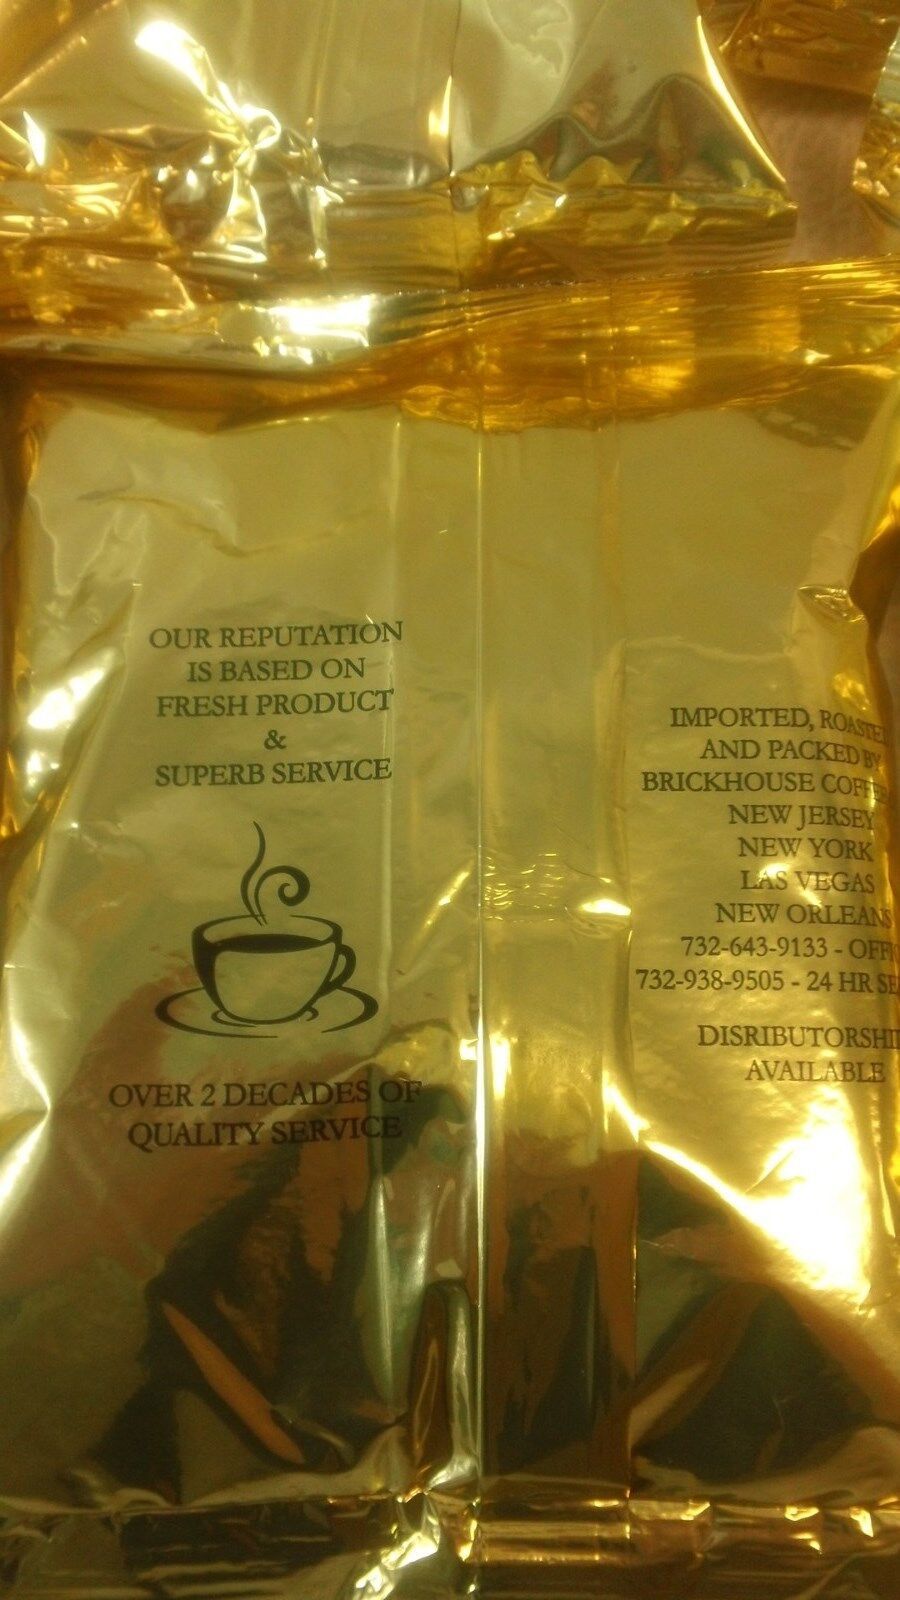 OUR REPUTATION
IS BASED ON
FRESH PRODUCT
&
SUPERB SERVICE
OVER 2 DECADES OF
QUALITY SERVICE
IMPORTED, ROASTED
AND PACKED BY
BRICKHOUSE COFFEE
NEW JERSEY
NEW YORK
LAS VEGAS
NEW ORLEANS
732-643-9133 - OFFIC
732-938-9505 - 24 HR SE
DISRIBUTORSHIP
AVAILABLE